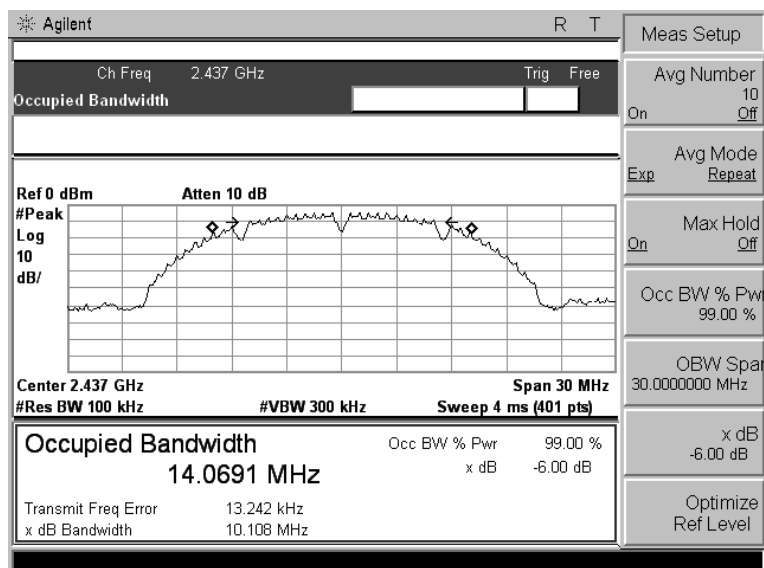 Agilent R T
Ch Freq 2.437 GHz Trig Free
Occupied Bandwidth
Ref 0 dBm Atten 10 dB
#Peak
Log
10
dB/
Center 2.437 GHz Span 30 MHz
#Res BW 100 kHz #VBW 300 kHz Sweep 4 ms (401 pts)
Occupied Bandwidth
14.0691 MHz
Occ BW % Pwr 99.00 %
x dB -6.00 dB
Transmit Freq Error 13.242 kHz
x dB Bandwidth 10.108 MHz
Meas Setup
Avg Number
10
On Off
Avg Mode
Exp Repeat
Max Hold
On Off
Occ BW % Pwr
99.00 %
OBW Span
30.0000000 MHz
x dB
-6.00 dB
Optimize
Ref Level